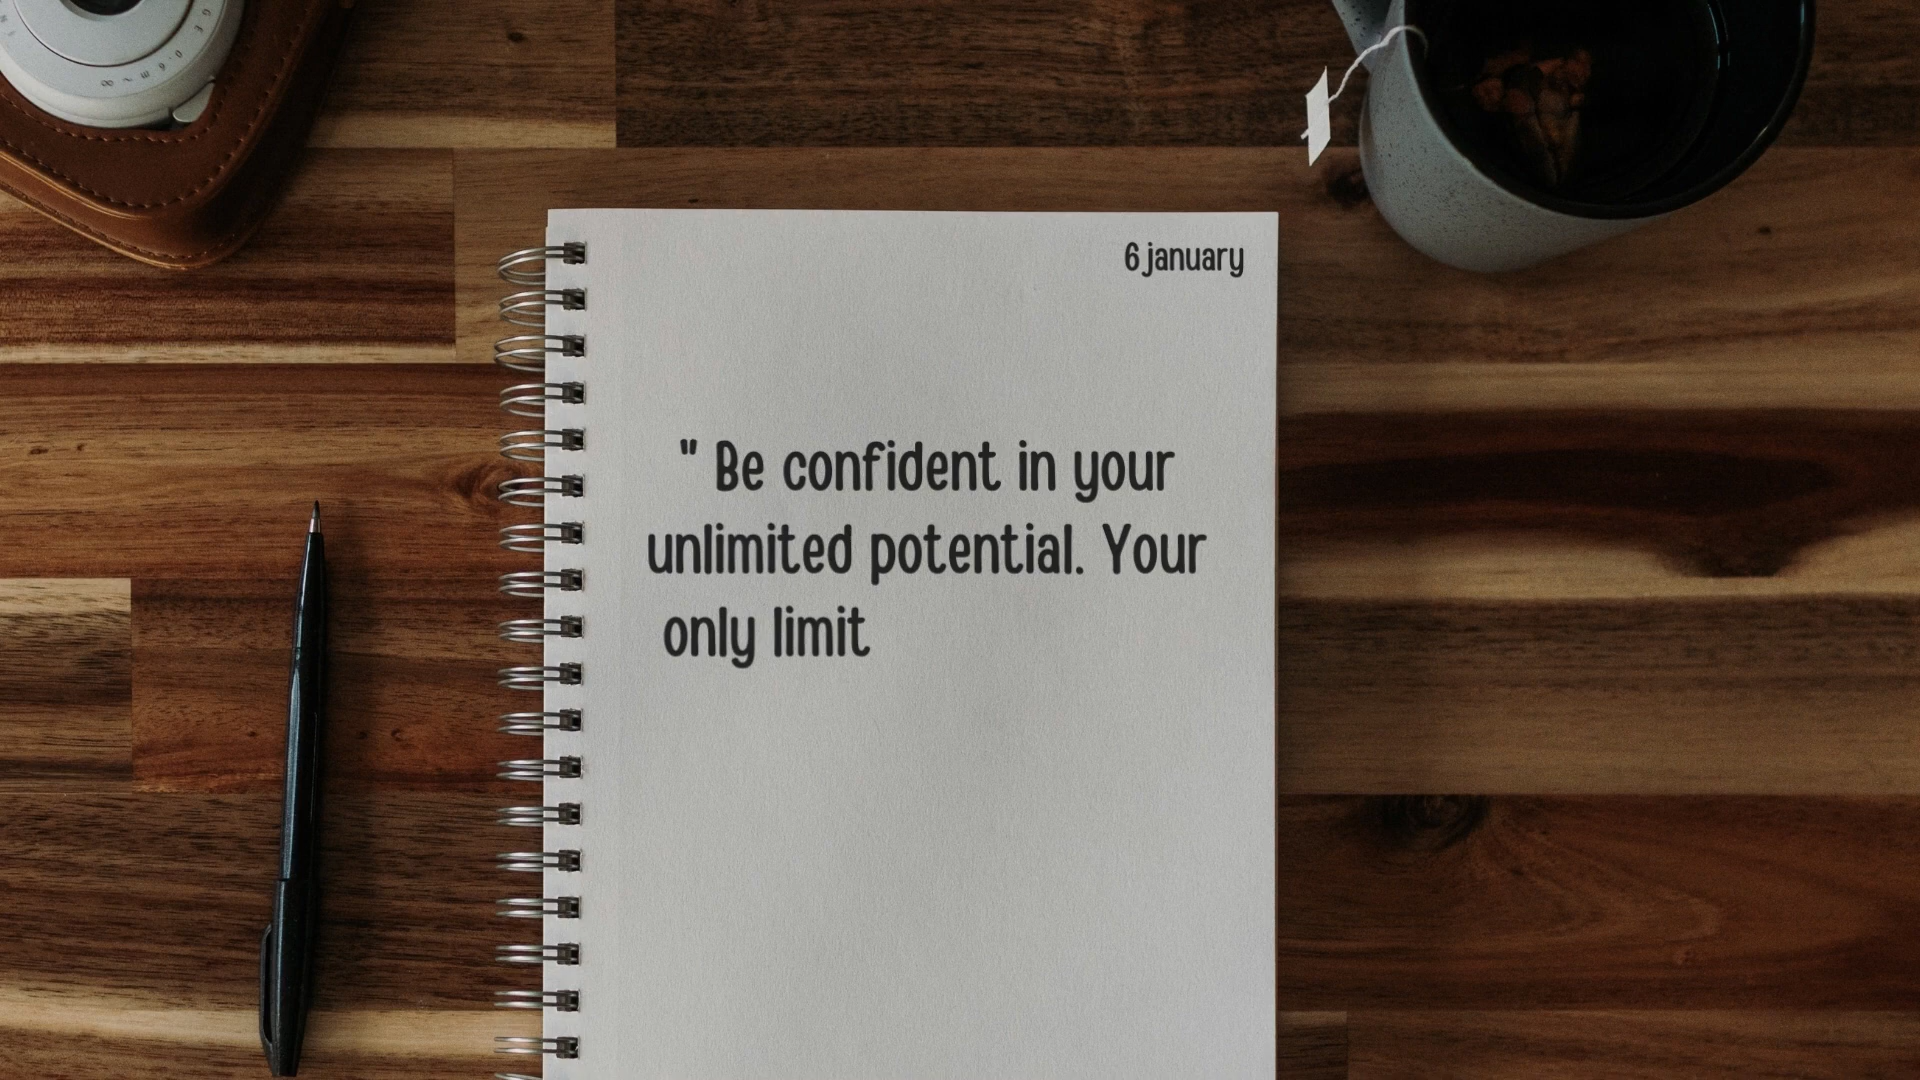 6 january
" Be confident in your
unlimited potential. Your
only limit